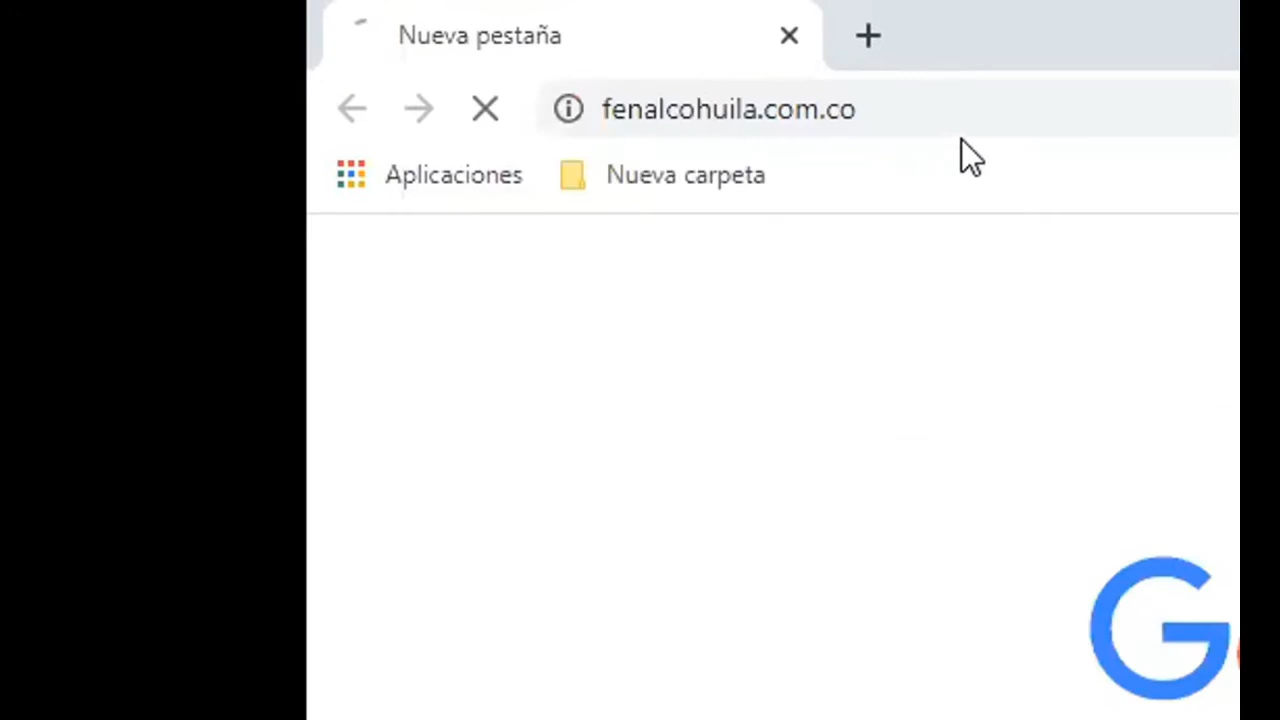 Nueva pestaña
fenalcohuila.com.co
Aplicaciones Nueva carpeta
G